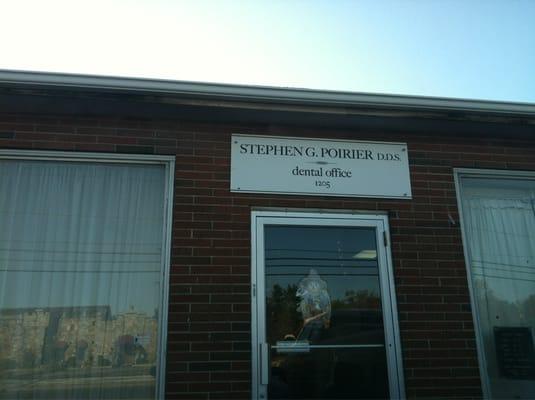 STEPHEN G. POIRIER D.D.S.
dental office
1205